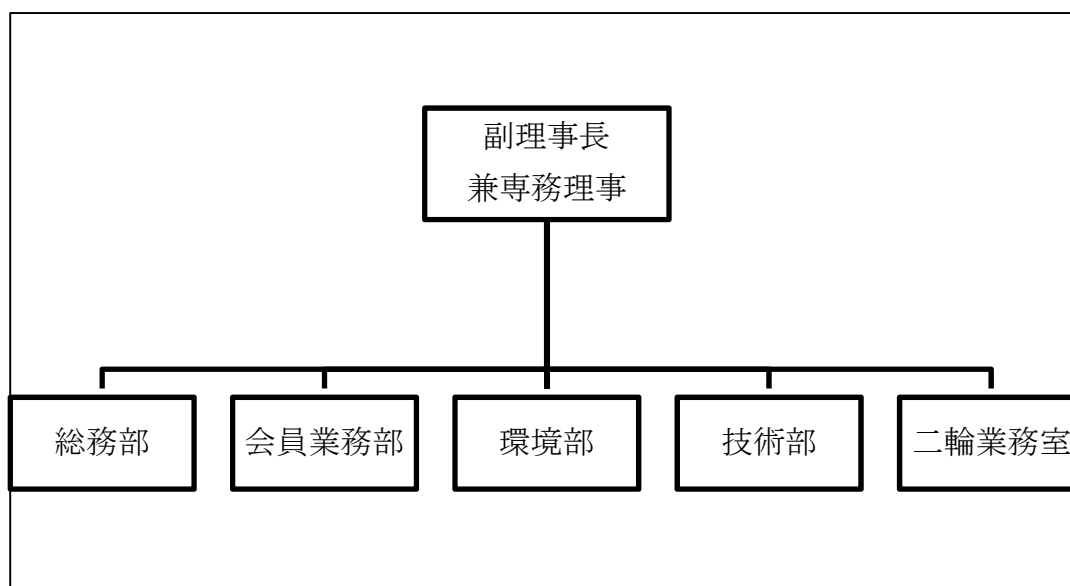 副理事長
兼専務理事
総務部
会員業務部
環境部
技術部
二輪業務室